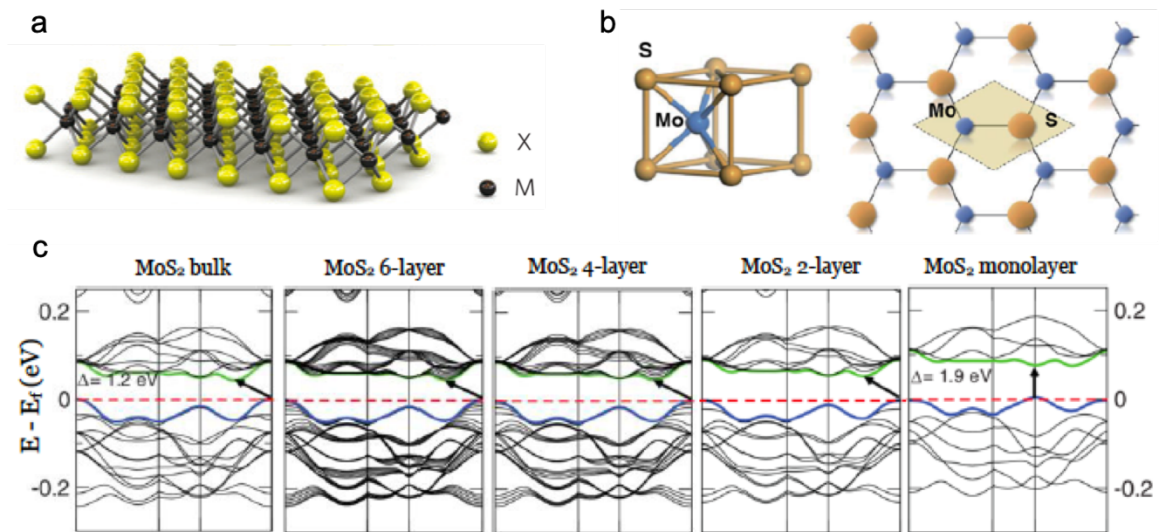 a
X
M
b
S
Mo
Mo
S
c
MoS₂ bulk
MoS₂ 6-layer
MoS₂ 4-layer
MoS₂ 2-layer
MoS₂ monolayer
E - E_f (eV)
0.2
0
-0.2
Δ= 1.2 eV
Δ= 1.9 eV
0.2
0
-0.2